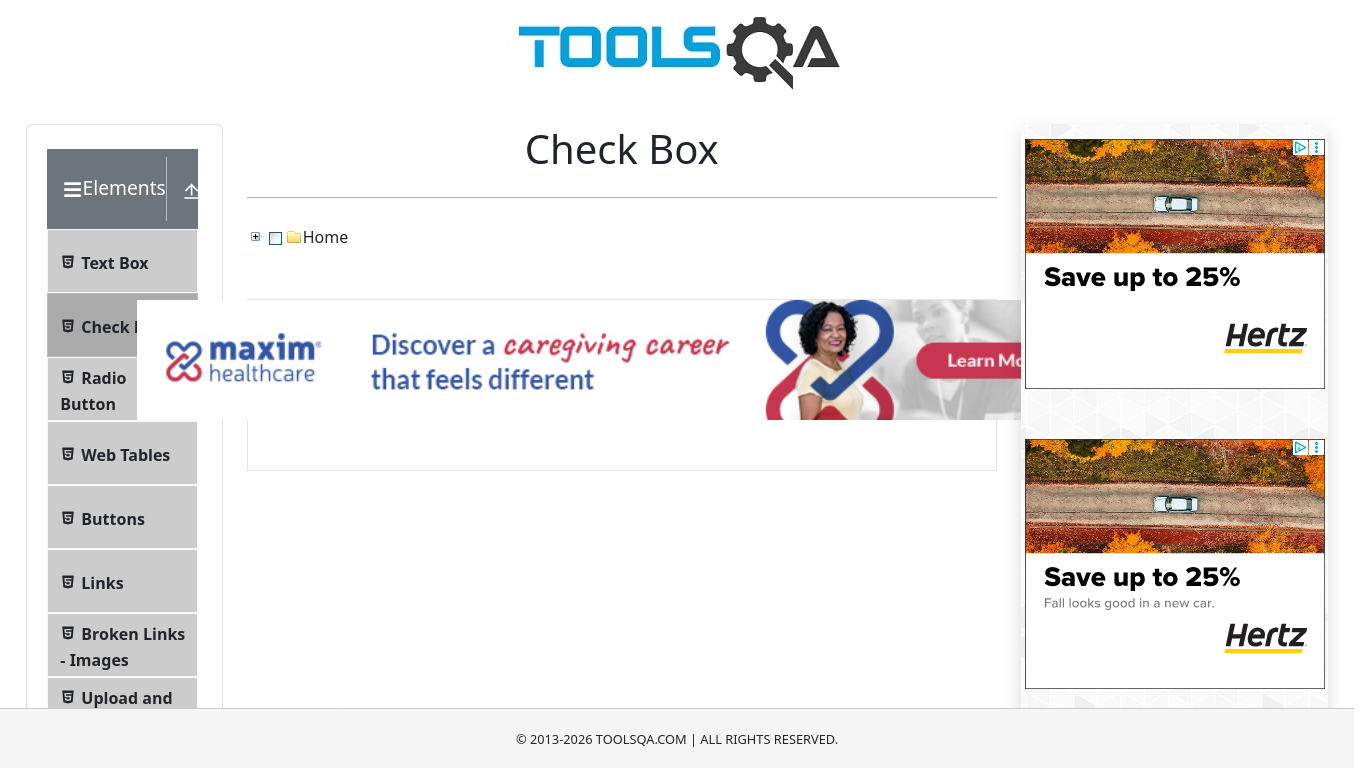 TOOLSQA
Check Box
Elements
Text Box
Check
Radio
Button
Web Tables
Buttons
Links
Broken Links
- Images
Upload and
Home
maxim
healthcare
Discover a caregiving career
that feels different
Learn Mo
Save up to 25%
Hertz
Save up to 25%
Fall looks good in a new car.
Hertz
© 2013-2026 TOOLSQA.COM | ALL RIGHTS RESERVED.